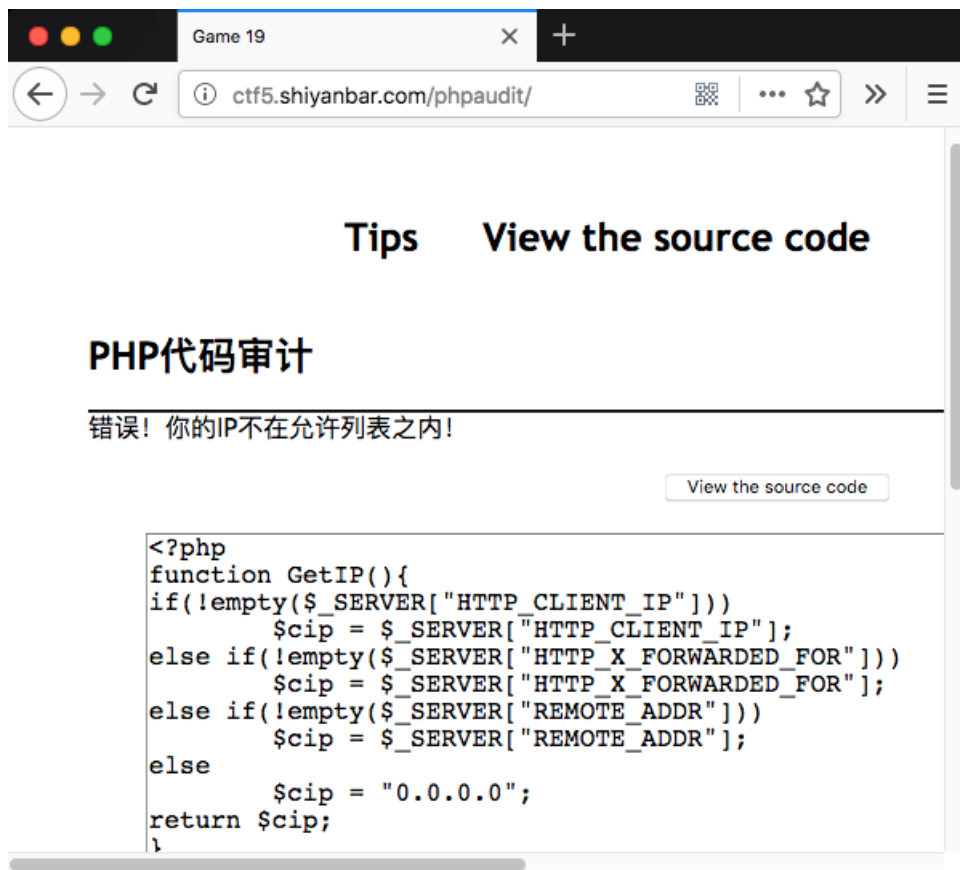 Game 19
ctf5.shiyanbar.com/phpaudit/
Tips View the source code
PHP代码审计
错误！你的IP不在允许列表之内！
View the source code
<?php
function GetIP(){
if(!empty($_SERVER["HTTP_CLIENT_IP"]))
        $cip = $_SERVER["HTTP_CLIENT_IP"];
else if(!empty($_SERVER["HTTP_X_FORWARDED_FOR"]))
        $cip = $_SERVER["HTTP_X_FORWARDED_FOR"];
else if(!empty($_SERVER["REMOTE_ADDR"]))
        $cip = $_SERVER["REMOTE_ADDR"];
else
        $cip = "0.0.0.0";
return $cip;
}